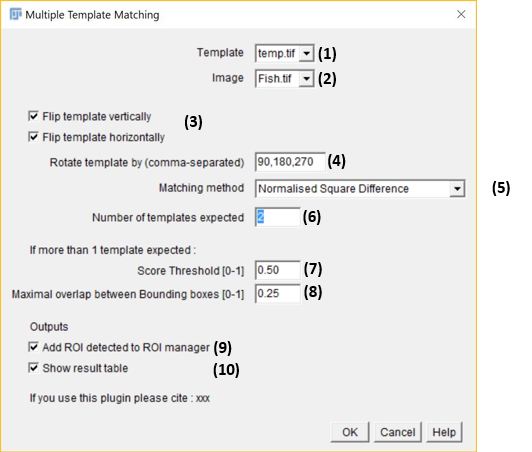 Multiple Template Matching
Template temp.tif (1)
Image Fish.tif (2)
Flip template vertically
(3)
Flip template horizontally
Rotate template by (comma-separated) 90,180,270 (4)
Matching method Normalised Square Difference (5)
Number of templates expected 2 (6)
If more than 1 template expected :
Score Threshold [0-1] 0.50 (7)
Maximal overlap between Bounding boxes [0-1] 0.25 (8)
Outputs
Add ROI detected to ROI manager (9)
Show result table (10)
If you use this plugin please cite : xxx
OK Cancel Help